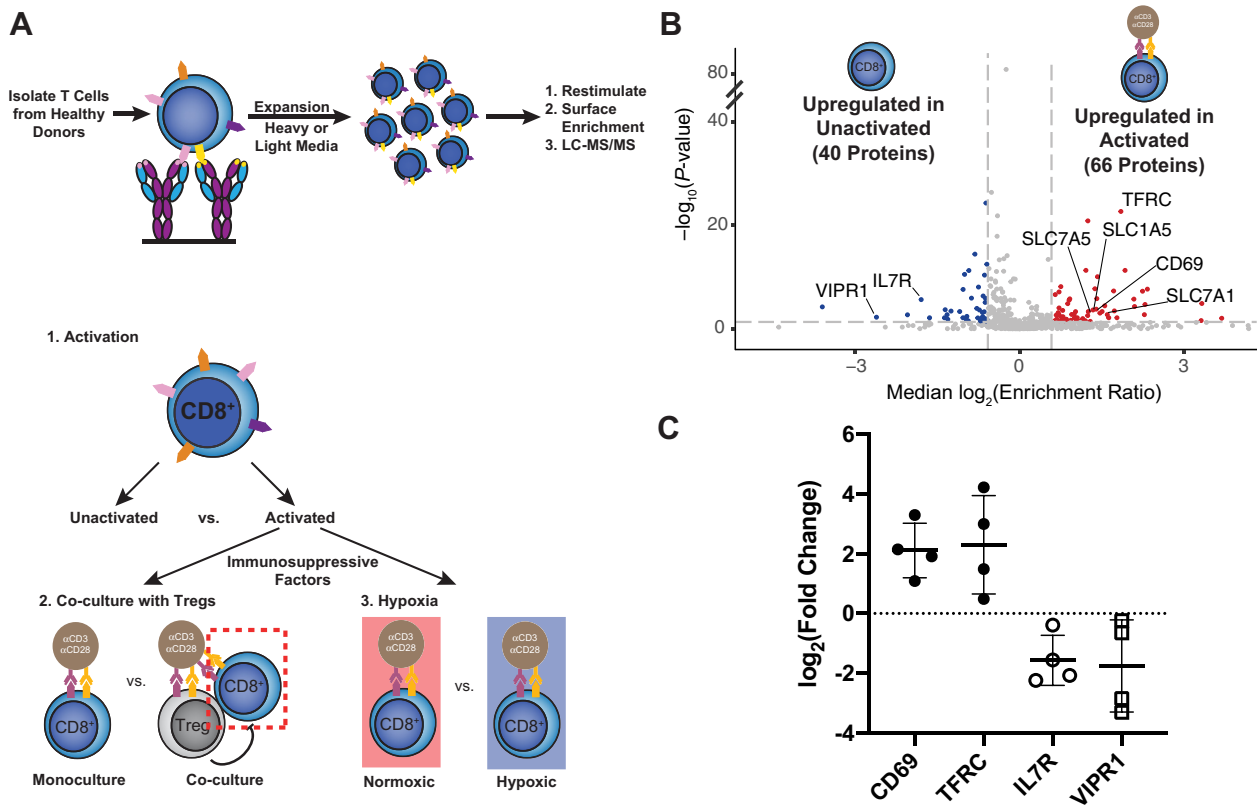 A
Isolate T Cells
from Healthy
Donors
Expansion
Heavy or
Light Media
1. Restimulate
2. Surface
Enrichment
3. LC-MS/MS
1. Activation
CD8⁺
Unactivated vs. Activated
Immunosuppressive
Factors
2. Co-culture with Tregs
3. Hypoxia
αCD3
αCD28
CD8⁺
vs.
αCD3
αCD28
CD8⁺
Treg
Monoculture
Co-culture
αCD3
αCD28
CD8⁺
vs.
αCD3
αCD28
CD8⁺
Normoxic
Hypoxic
B
−log₁₀(P-value)
80
40
20
0
CD8⁺
Upregulated in
Unactivated
(40 Proteins)
αCD3
αCD28
CD8⁺
Upregulated in
Activated
(66 Proteins)
TFRC
SLC7A5
SLC1A5
CD69
SLC7A1
VIPR1
IL7R
−3
0
3
Median log₂(Enrichment Ratio)
C
log₂(Fold Change)
6
4
2
0
-2
-4
CD69
TFRC
IL7R
VIPR1